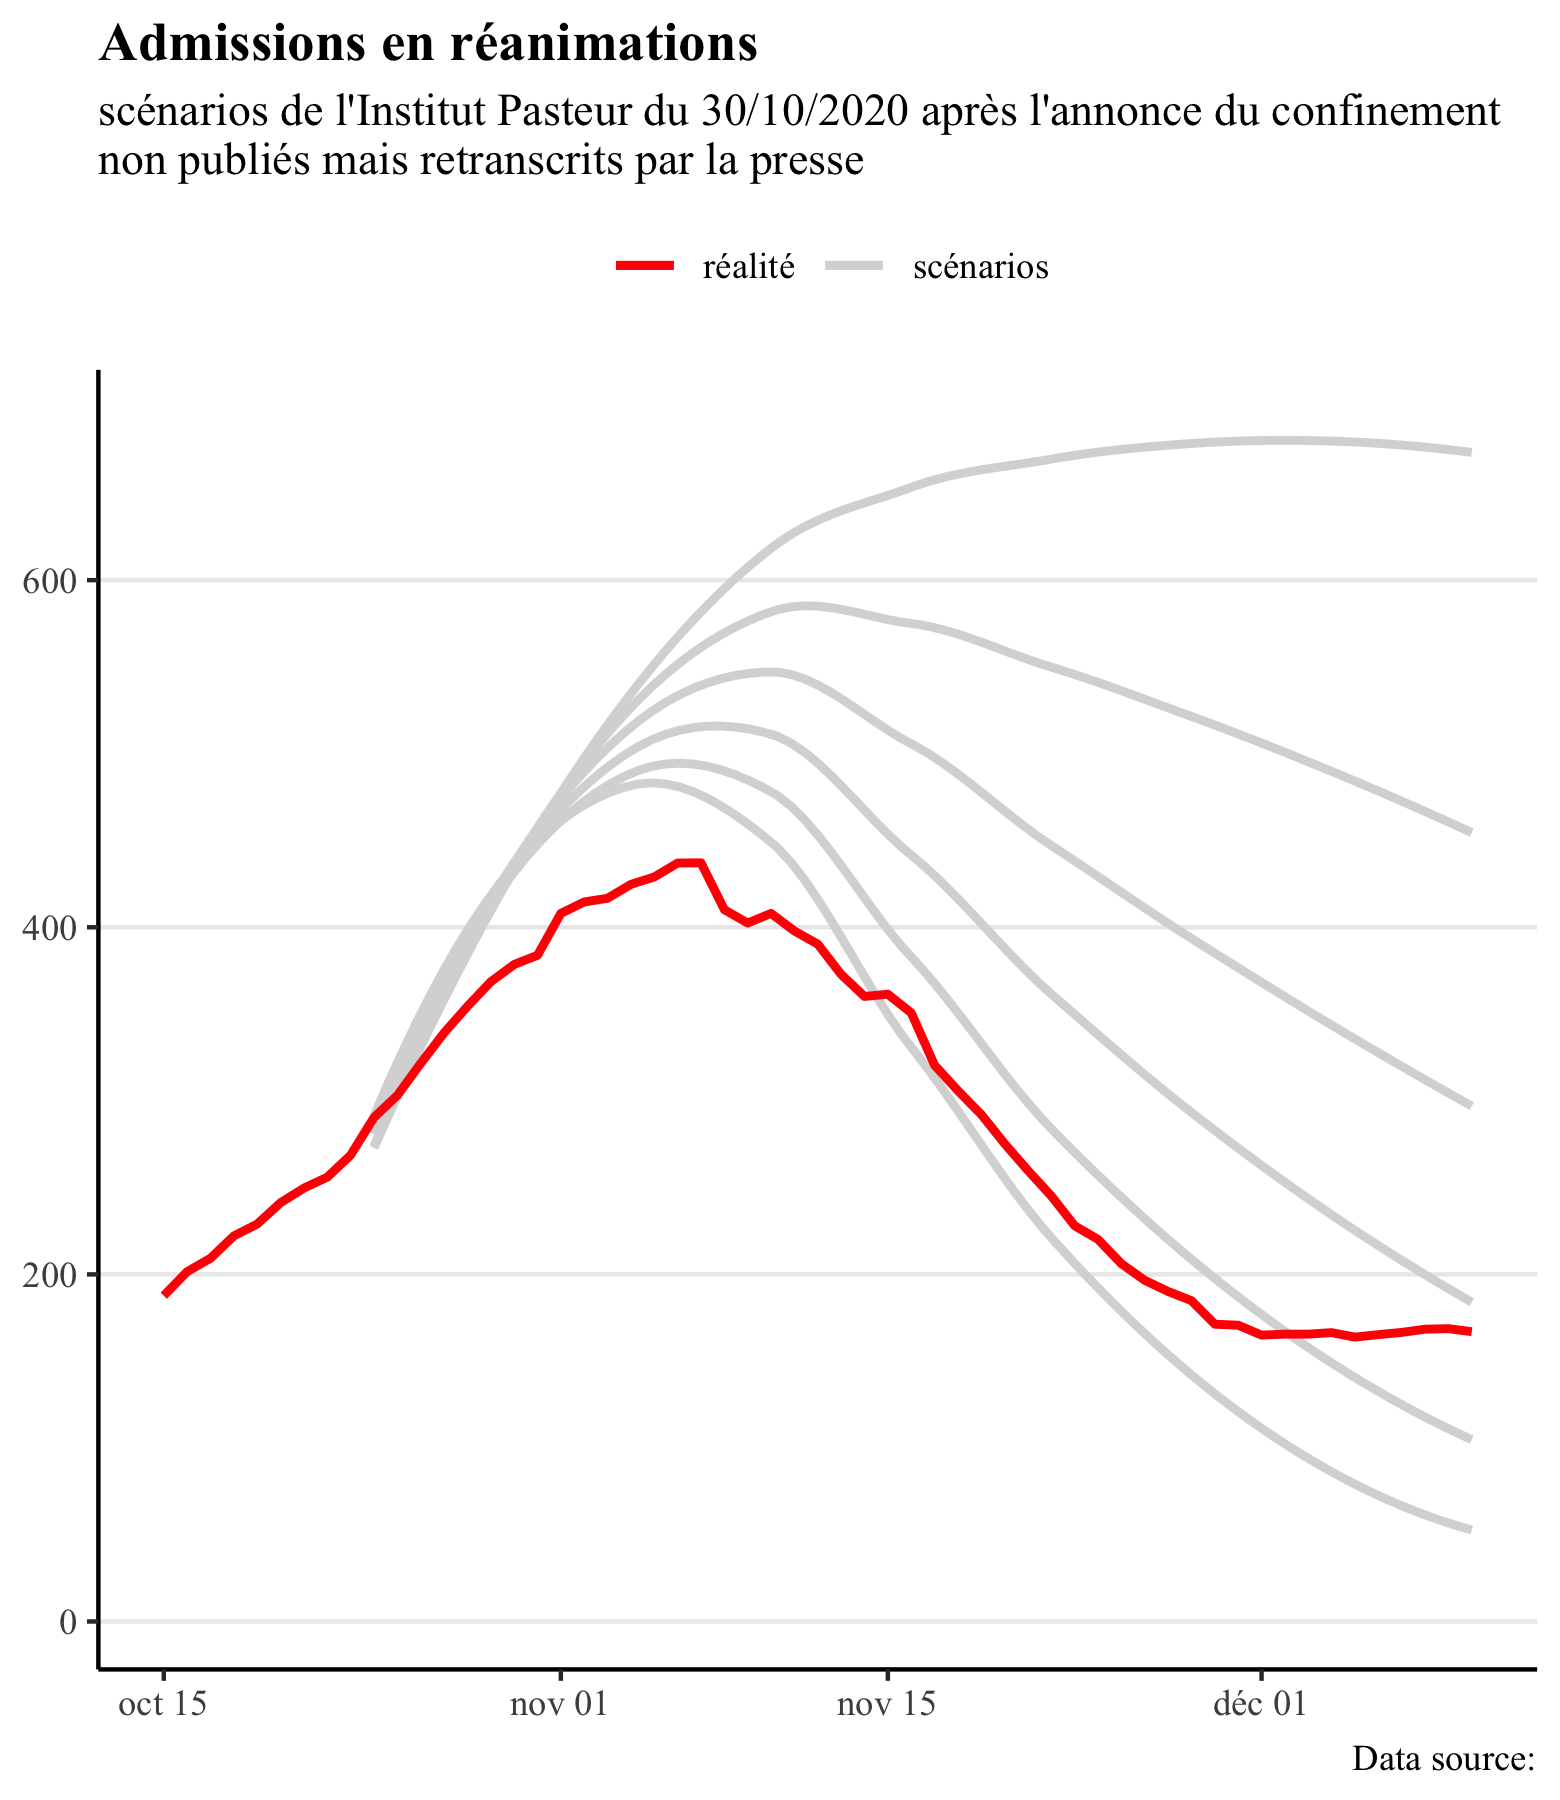 Admissions en réanimations
scénarios de l'Institut Pasteur du 30/10/2020 après l'annonce du confinement
non publiés mais retranscrits par la presse
réalité scénarios
600
400
200
0
oct 15 nov 01 nov 15 déc 01
Data source: